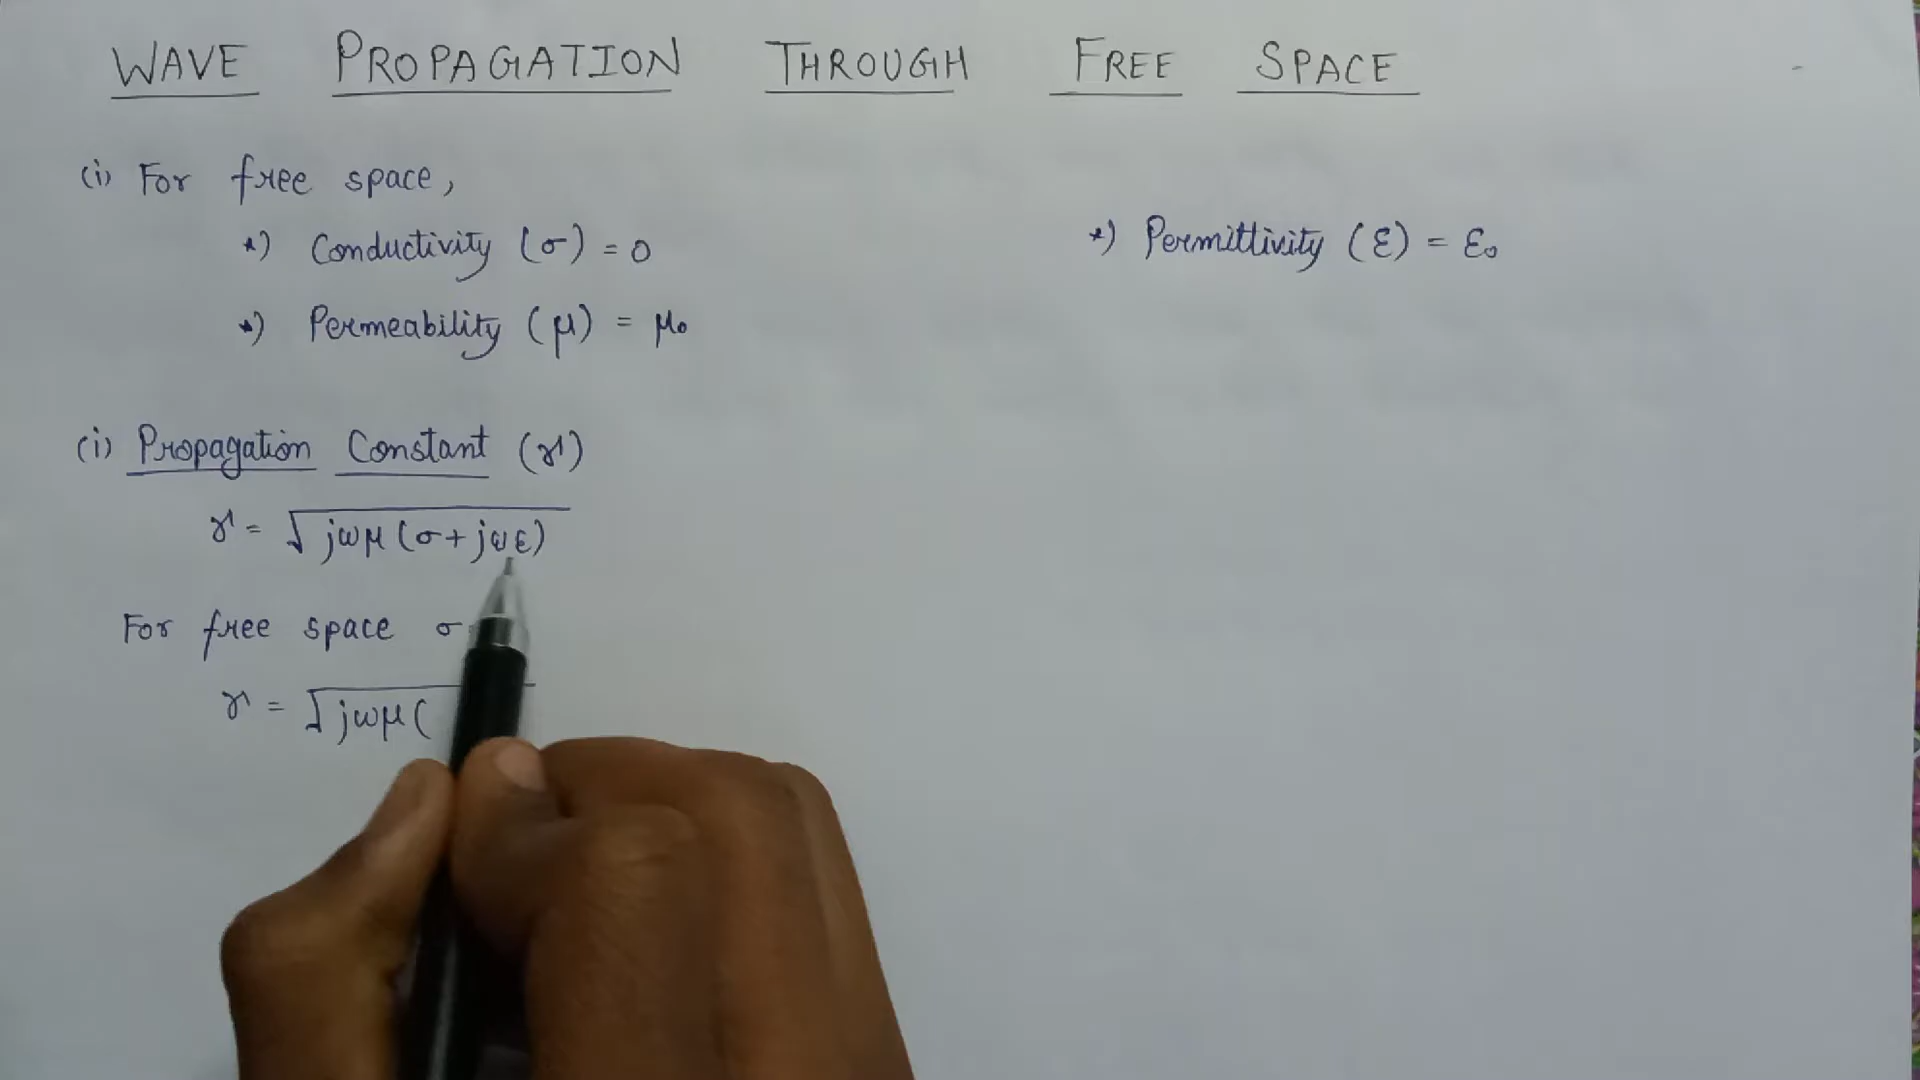 WAVE PROPAGATION THROUGH FREE SPACE
(i) For free space,
*) Conductivity (σ) = 0
*) Permittivity (ε) = ε₀
*) Permeability (μ) = μ₀
(i) Propagation Constant (γ)
γ = √jωμ(σ+jωε)
For free space σ
γ = √jωμ(